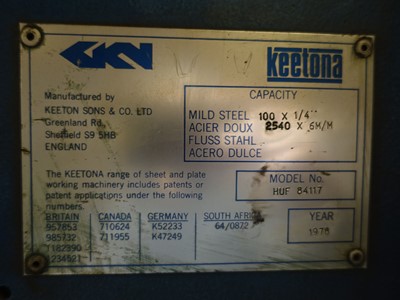 GKN
keetona
Manufactured by
KEETON SONS & CO. LTD
Greenland Rd.,
Sheffield S9 5HB
ENGLAND
CAPACITY
MILD STEEL 100 X 1/4"
ACIER DOUX 2540 X 6M/M
FLUSS STAHL
ACERO DULCE
The KEETONA range of sheet and plate
working machinery includes patents or
patent applications under the following
numbers.
MODEL No.
HUF 84117
BRITAIN CANADA GERMANY SOUTH AFRICA
957853 710624 K52233 64/0872
985732 711955 K47249
1182390
1234521
YEAR
1978